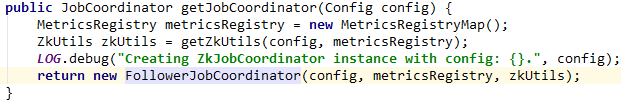 public JobCoordinator getJobCoordinator(Config config) {
MetricsRegistry metricsRegistry = new MetricsRegistryMap();
ZkUtils zkUtils = getZkUtils(config, metricsRegistry);
LOG.debug("Creating ZkJobCoordinator instance with config: {}.", config);
return new FollowerJobCoordinator(config, metricsRegistry, zkUtils);
}